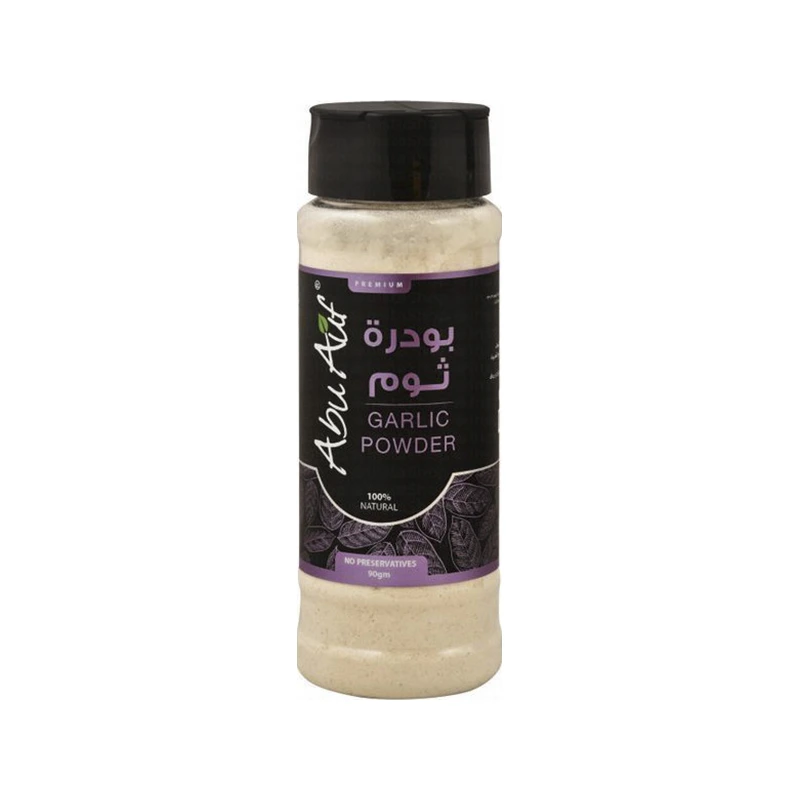 PREMIUM
Abu Auf®
بودرة
ثوم
GARLIC
POWDER
100%
NATURAL
NO PRESERVATIVES
90gm